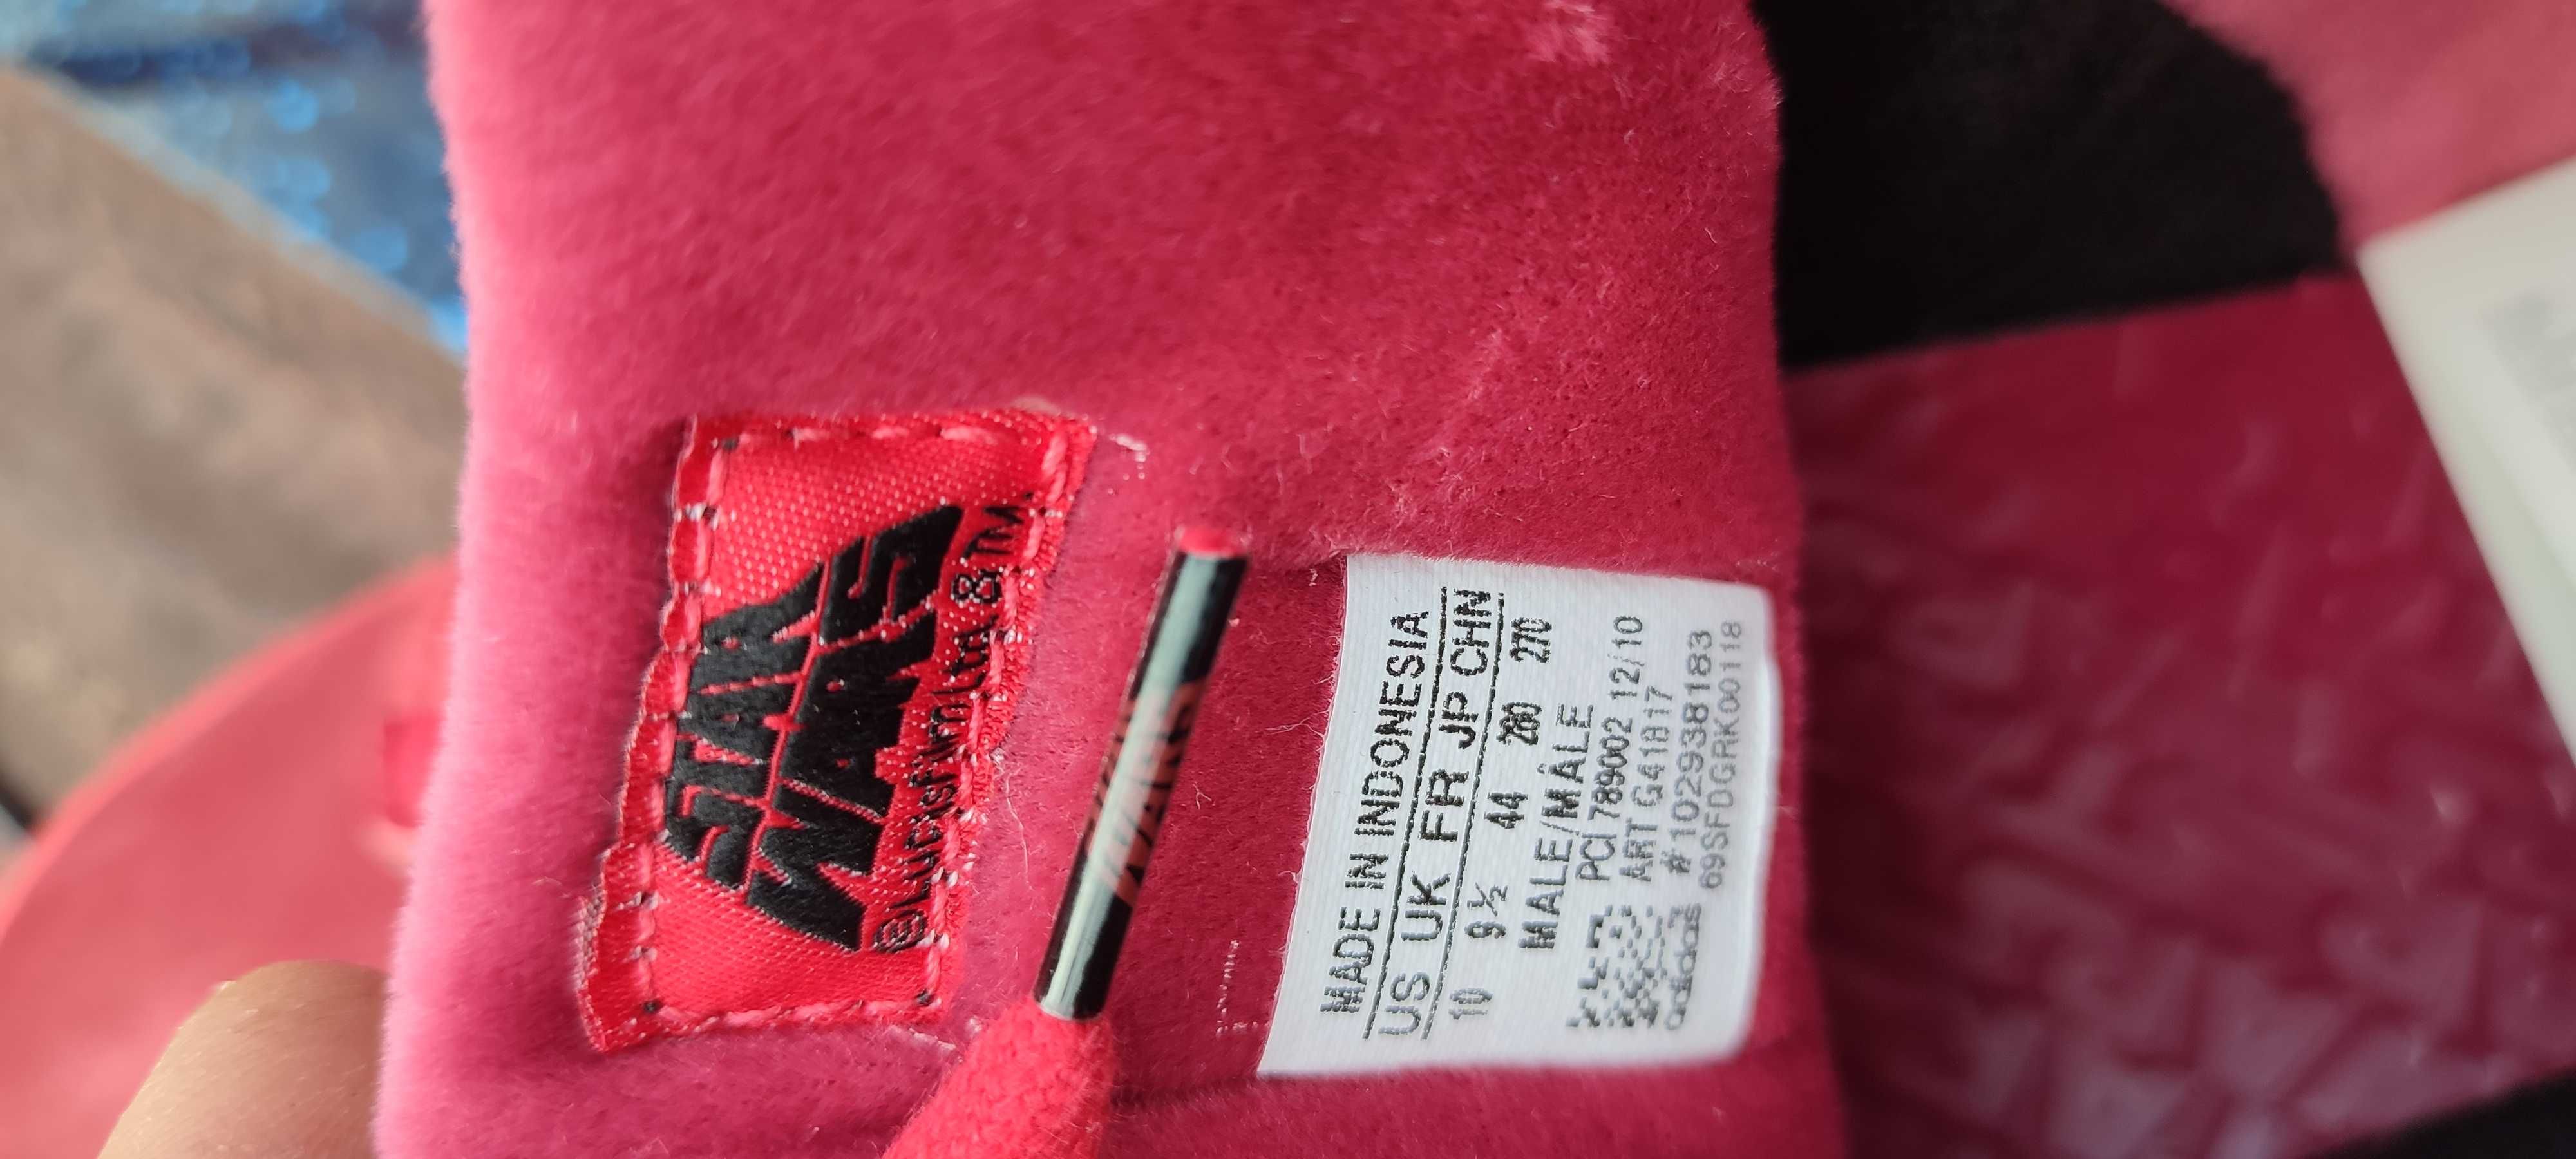 STAR
WARS
© Lucasfilm Ltd. & TM
WARS
MADE IN INDONESIA
US UK FR JP CHN
10 9½ 44 280 270
MALE/MÂLE
PCI 789002 12/10
ART G41817
# 102938183
69SFDGRK00118
adidas